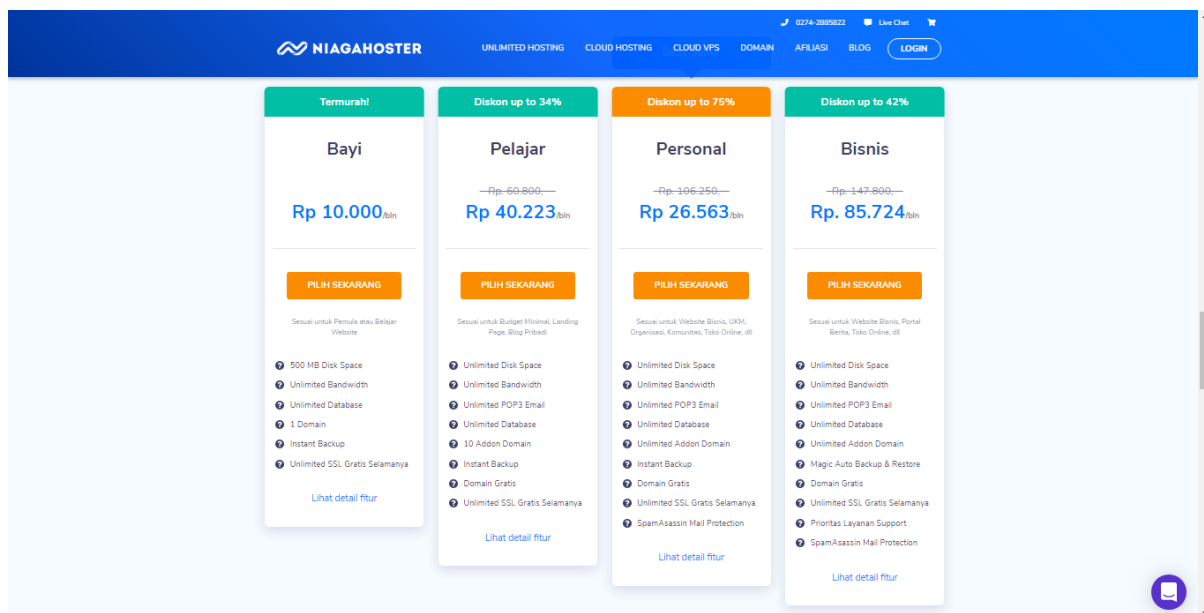 0274-2885822 Live Chat
NIAGAHOSTER UNLIMITED HOSTING CLOUD HOSTING CLOUD VPS DOMAIN AFILIASI BLOG LOGIN
Termurah!
Bayi
Rp 10.000/bln
PILIH SEKARANG
Sesuai untuk Pemula atau Belajar
Website
500 MB Disk Space
Unlimited Bandwidth
Unlimited Database
1 Domain
Instant Backup
Unlimited SSL Gratis Selamanya
Lihat detail fitur
Diskon up to 34%
Pelajar
Rp. 60.800,-
Rp 40.223/bln
PILIH SEKARANG
Sesuai untuk Budget Minimal, Landing
Page, Blog Pribadi
Unlimited Disk Space
Unlimited Bandwidth
Unlimited POP3 Email
Unlimited Database
10 Addon Domain
Instant Backup
Domain Gratis
Unlimited SSL Gratis Selamanya
Lihat detail fitur
Diskon up to 75%
Personal
Rp. 106.250,-
Rp 26.563/bln
PILIH SEKARANG
Sesuai untuk Website Bisnis, UKM,
Organisasi, Komunitas, Toko Online, dll
Unlimited Disk Space
Unlimited Bandwidth
Unlimited POP3 Email
Unlimited Database
Unlimited Addon Domain
Instant Backup
Domain Gratis
Unlimited SSL Gratis Selamanya
SpamAsassin Mail Protection
Lihat detail fitur
Diskon up to 42%
Bisnis
Rp. 147.800,-
Rp. 85.724/bln
PILIH SEKARANG
Sesuai untuk Website Bisnis, Portal
Berita, Toko Online, dll
Unlimited Disk Space
Unlimited Bandwidth
Unlimited POP3 Email
Unlimited Database
Unlimited Addon Domain
Magic Auto Backup & Restore
Domain Gratis
Unlimited SSL Gratis Selamanya
Prioritas Layanan Support
SpamAsassin Mail Protection
Lihat detail fitur